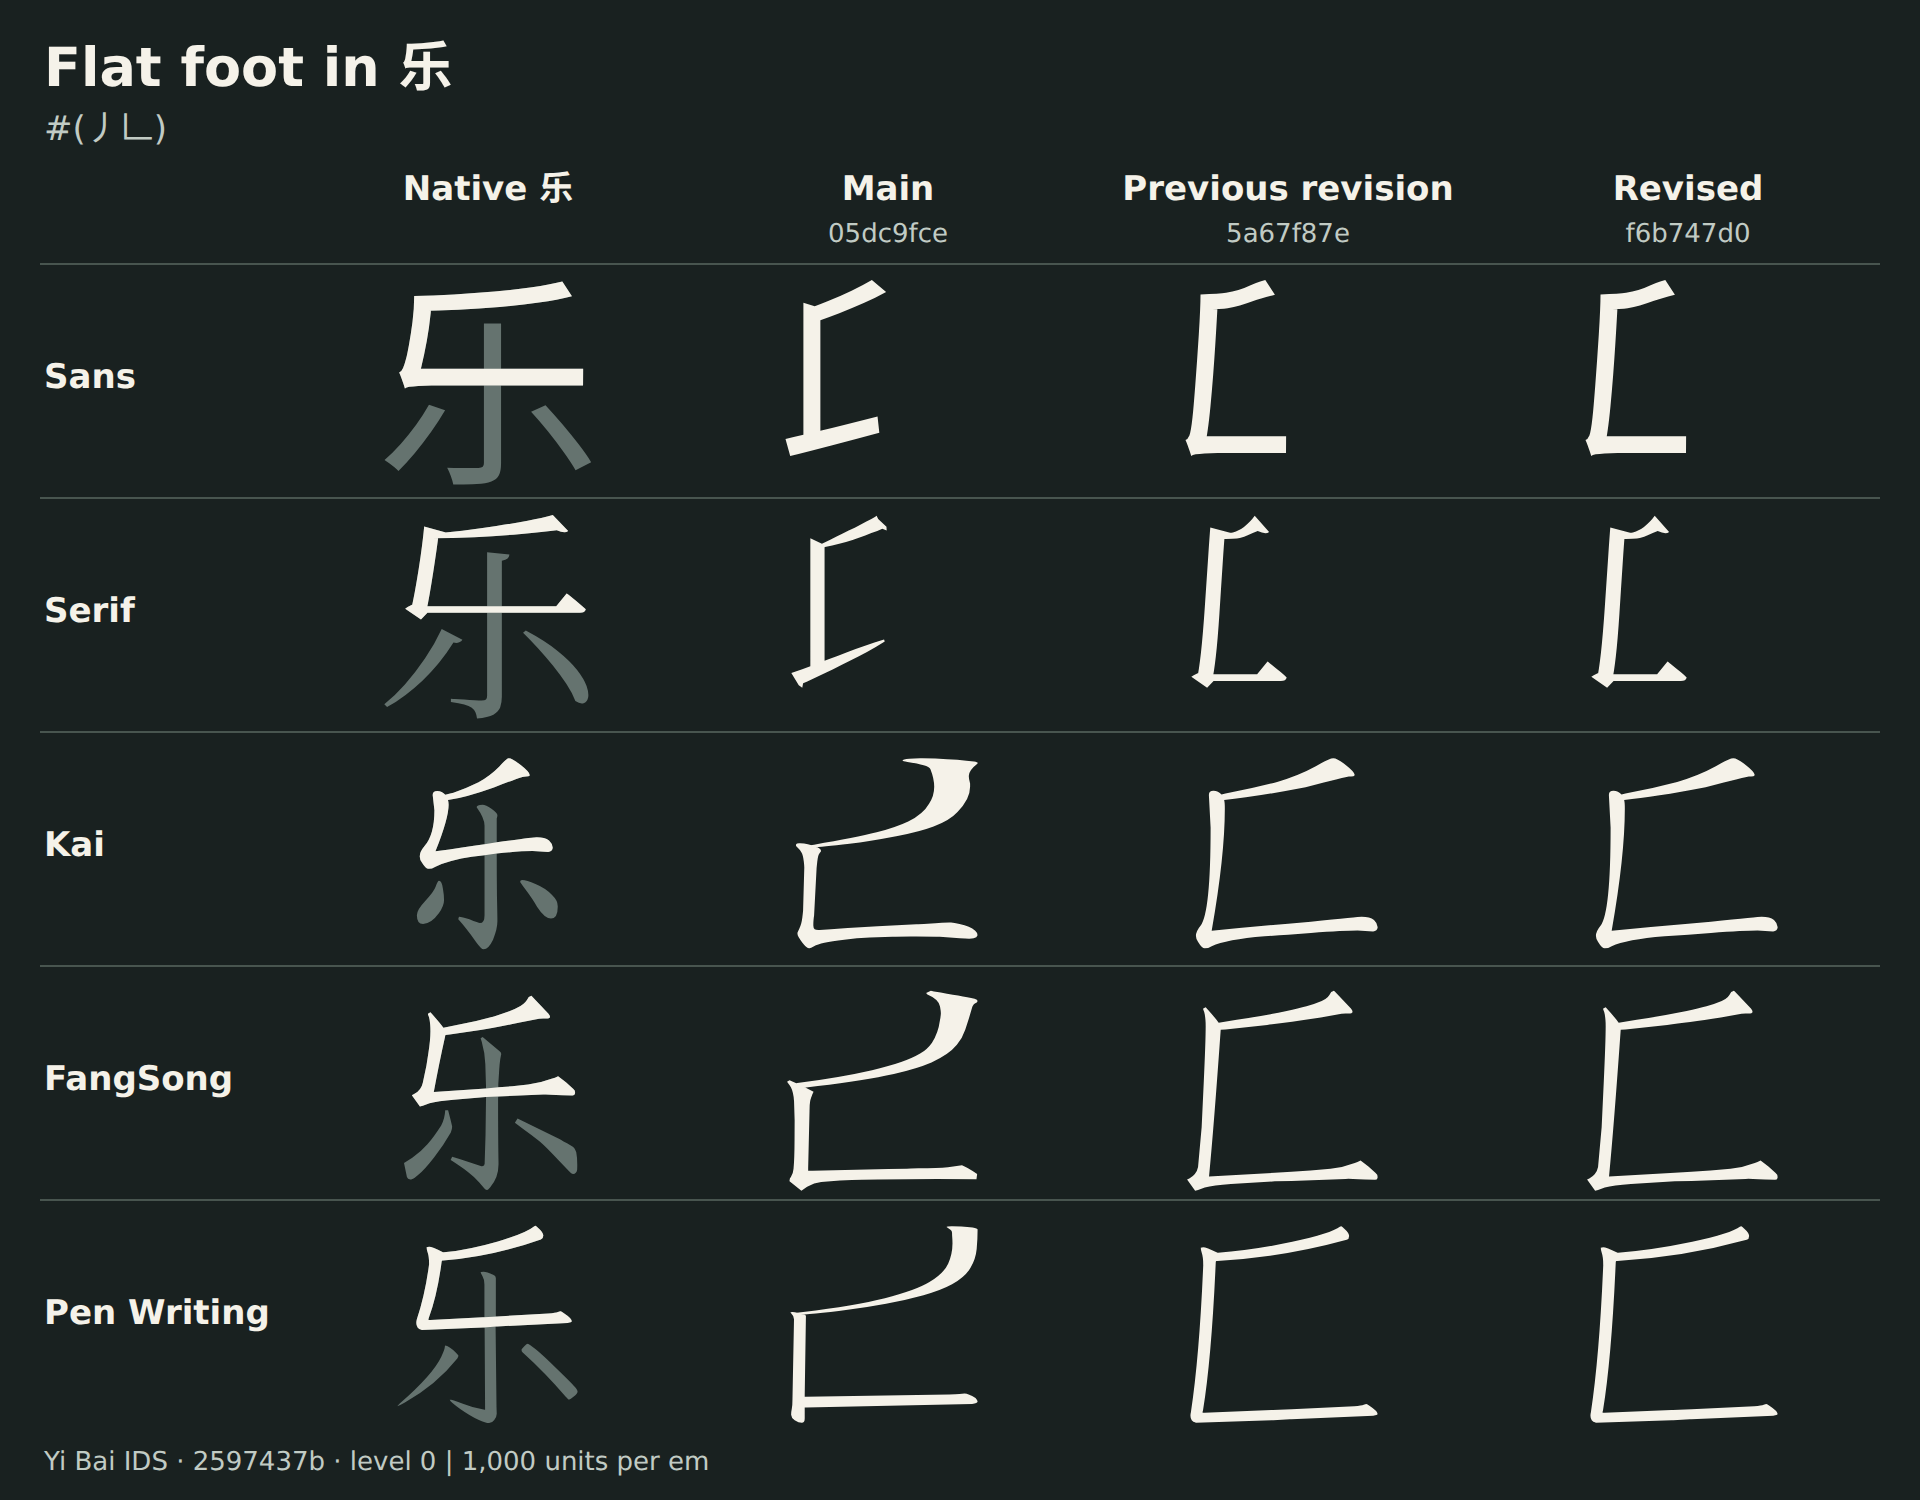 Flat foot in 乐
#(丿𠃊)
Native 乐
Main
Previous revision
Revised
05dc9fce
5a67f87e
f6b747d0
Sans
乐
Serif
乐
Kai
乐
FangSong
乐
Pen Writing
乐
Yi Bai IDS · 2597437b · level 0 | 1,000 units per em